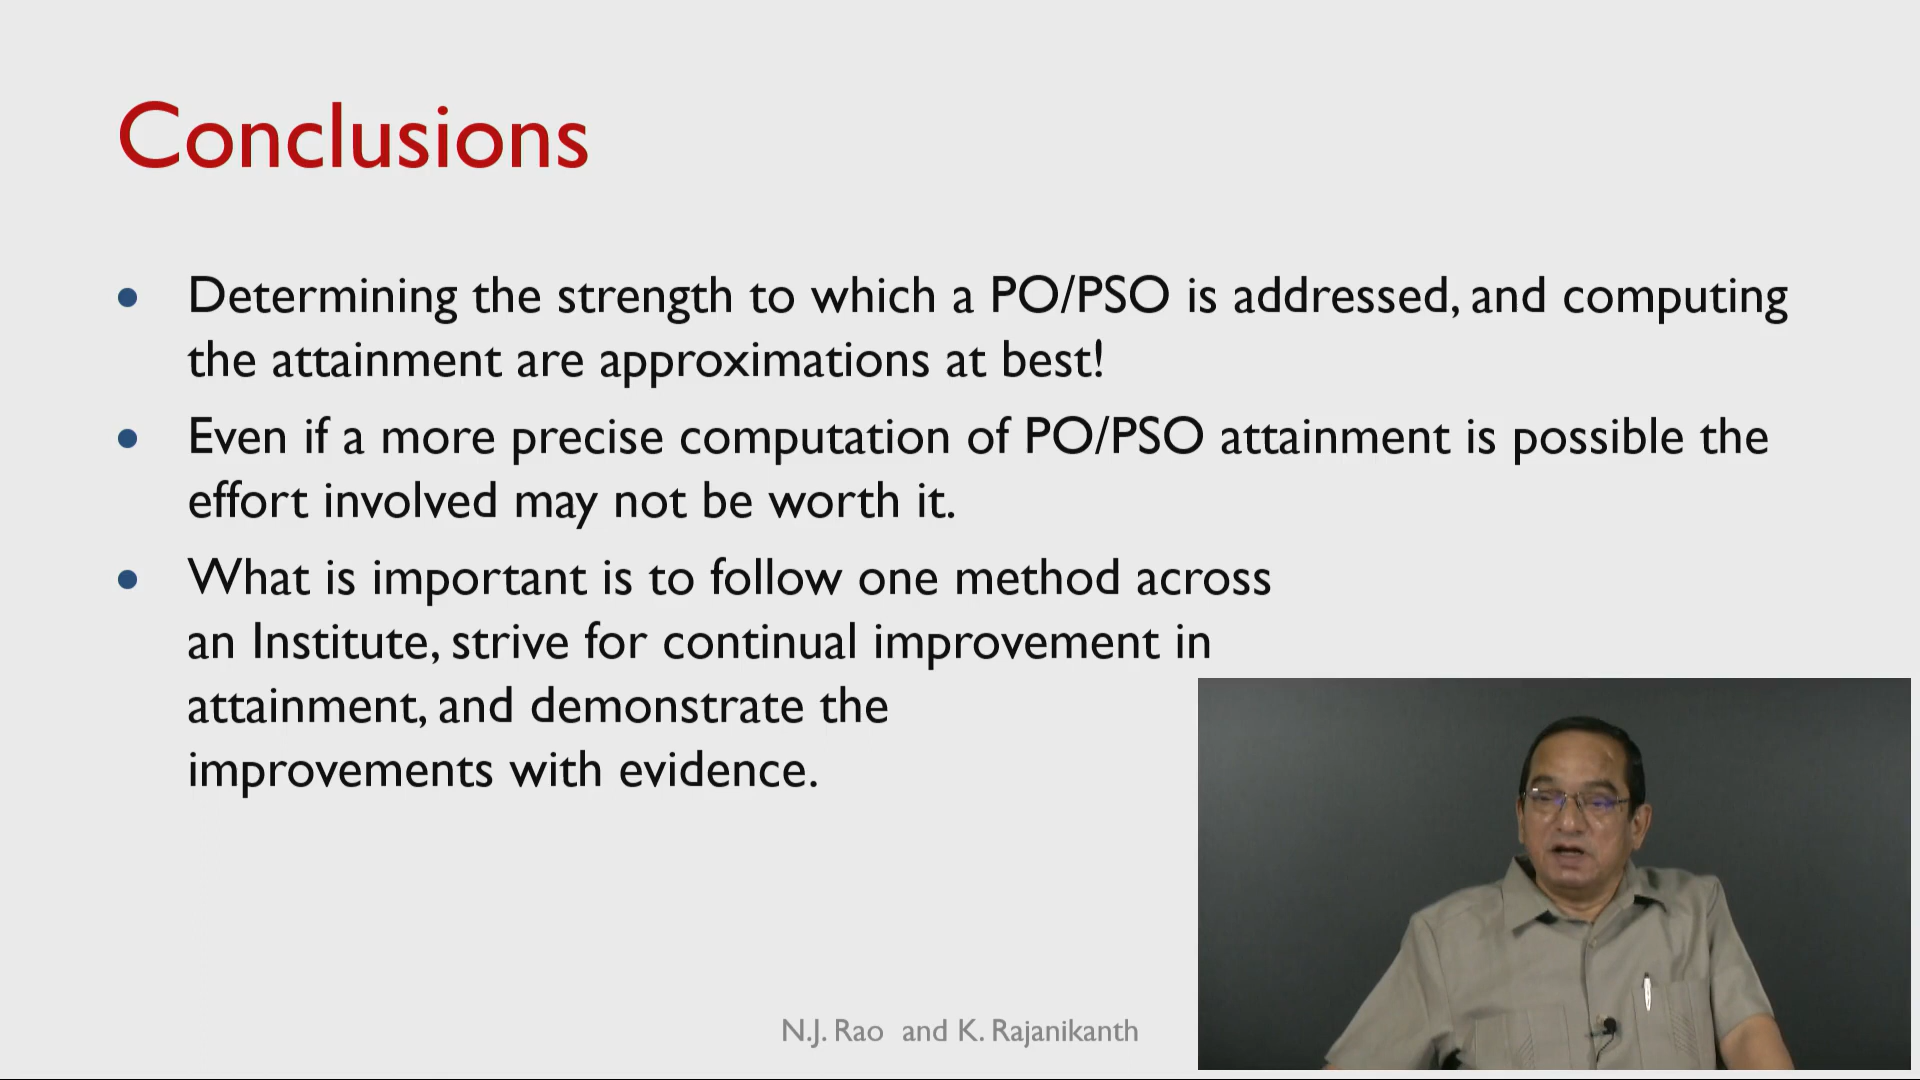 Conclusions
• Determining the strength to which a PO/PSO is addressed, and computing
the attainment are approximations at best!
• Even if a more precise computation of PO/PSO attainment is possible the
effort involved may not be worth it.
• What is important is to follow one method across
an Institute, strive for continual improvement in
attainment, and demonstrate the
improvements with evidence.
N.J. Rao and K. Rajanikanth